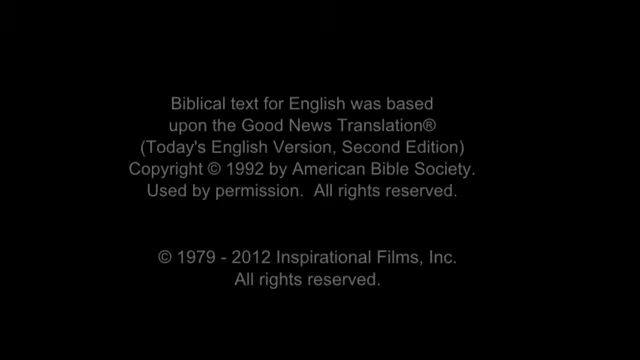 Biblical text for English was based
upon the Good News Translation®
(Today's English Version, Second Edition)
Copyright © 1992 by American Bible Society.
Used by permission.  All rights reserved.
© 1979 - 2012 Inspirational Films, Inc.
All rights reserved.